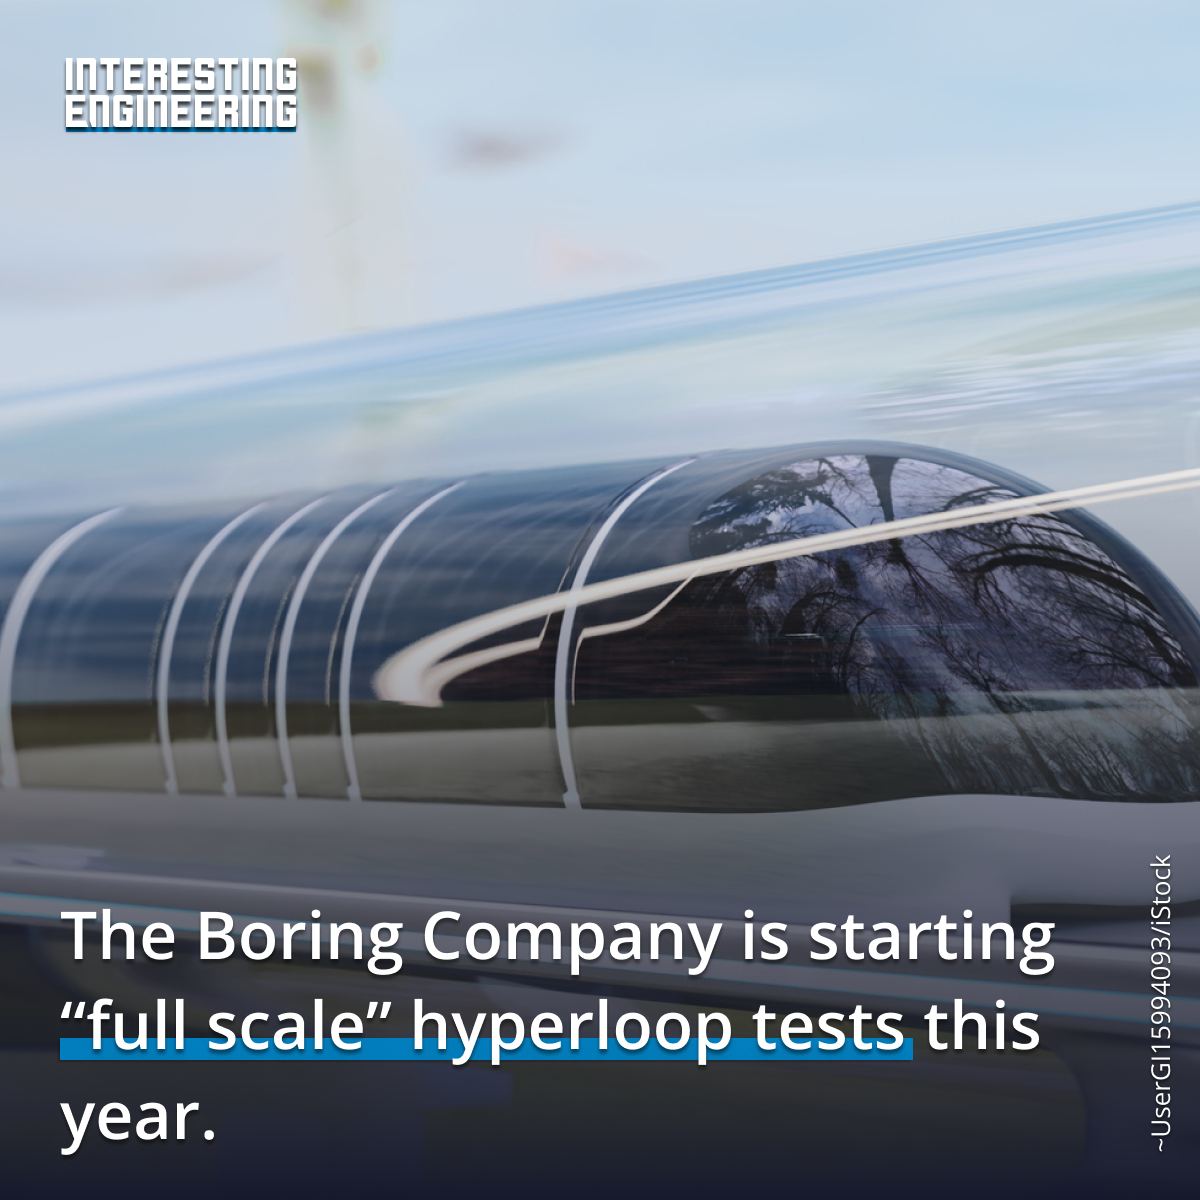 INTERESTING
ENGINEERING
The Boring Company is starting
“full scale” hyperloop tests this
year.
~UserGI15994093/iStock